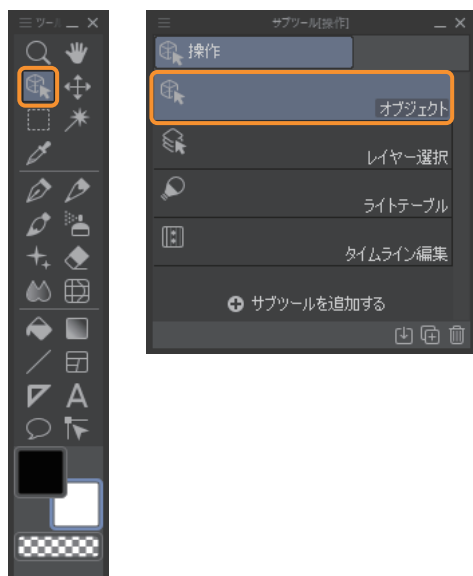 ツール
サブツール[操作]
操作
オブジェクト
レイヤー選択
ライトテーブル
タイムライン編集
サブツールを追加する
A